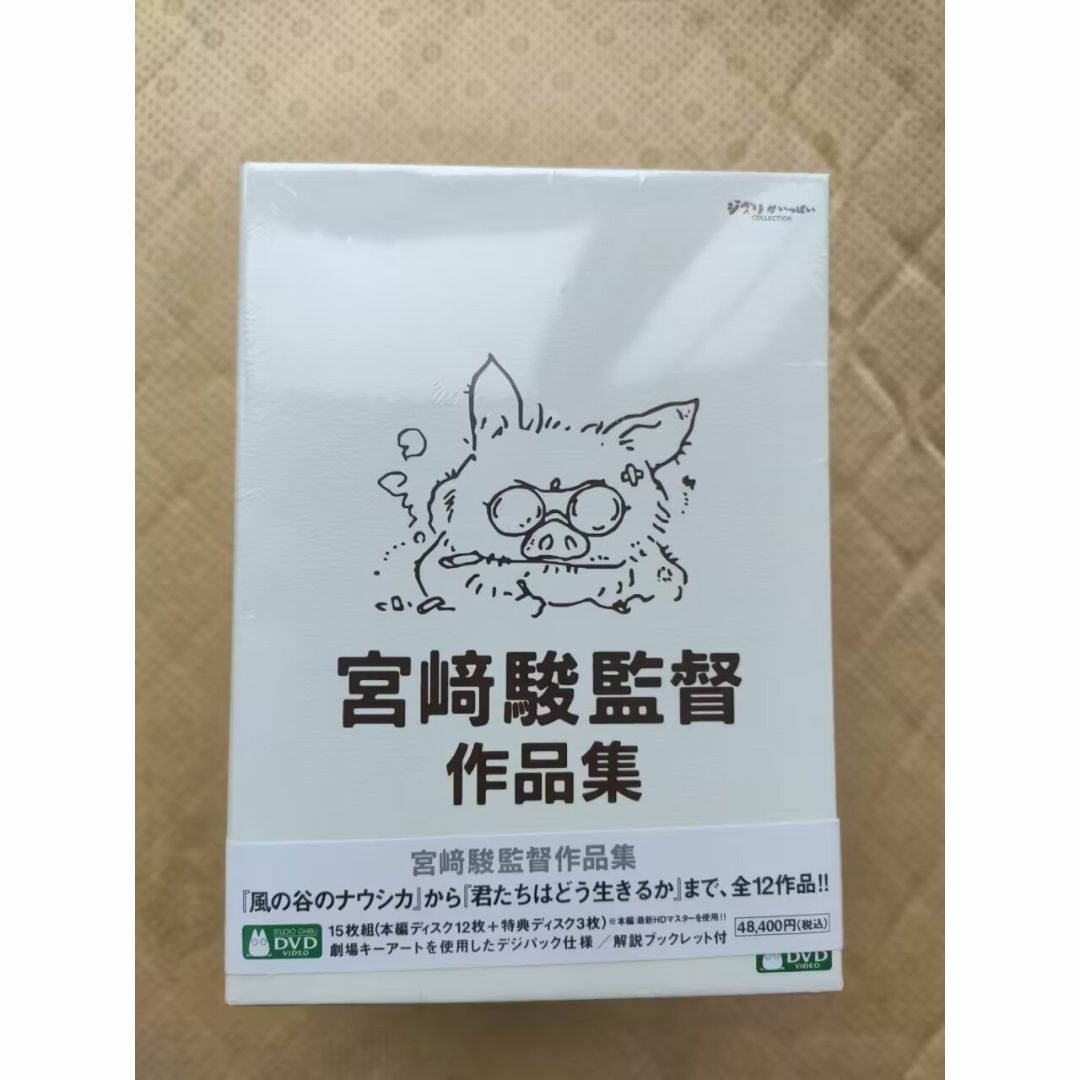 ジブリがいっぱい
COLLECTION
宮﨑駿監督
作品集
宮﨑駿監督作品集
『風の谷のナウシカ』から『君たちはどう生きるか』まで、全12作品!!
STUDIO GHIBLI
DVD
VIDEO
15枚組(本編ディスク12枚+特典ディスク3枚)※本編:最新HDマスターを使用!!
劇場キーアートを使用したデジパック仕様/解説ブックレット付
48,400円(税込)
DVD
VIDEO